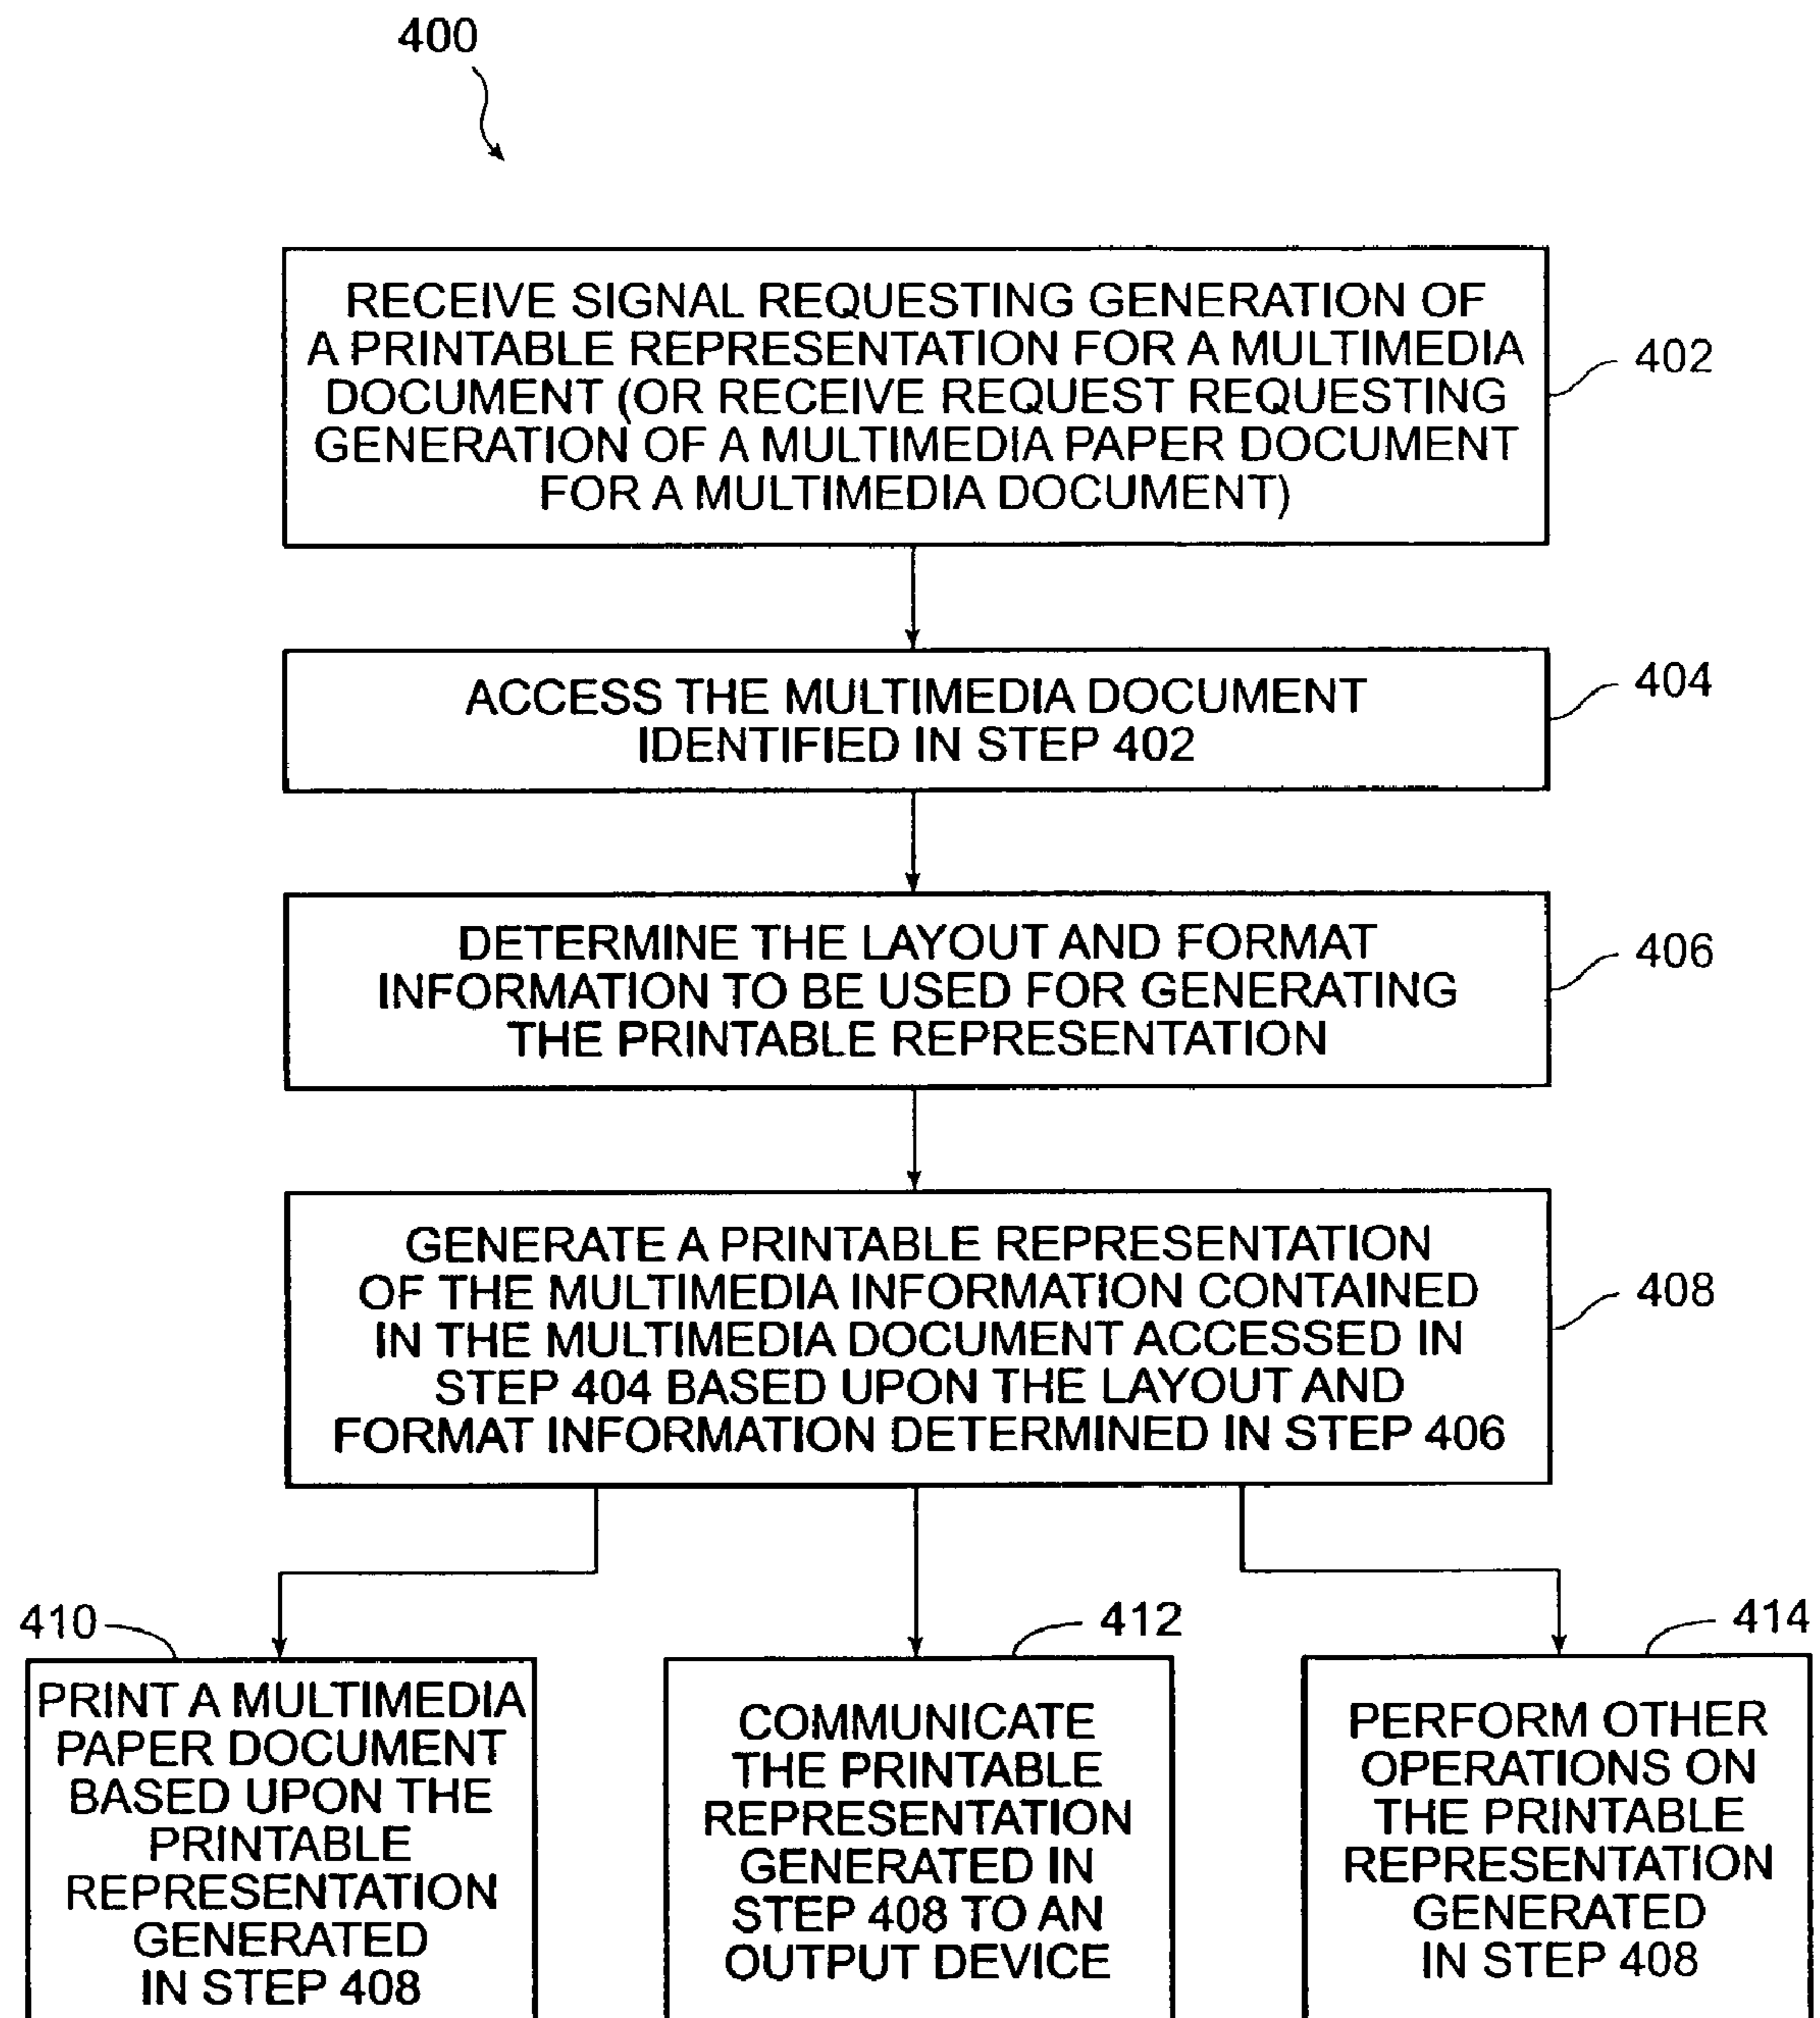 400
RECEIVE SIGNAL REQUESTING GENERATION OF
A PRINTABLE REPRESENTATION FOR A MULTIMEDIA
DOCUMENT (OR RECEIVE REQUEST REQUESTING
GENERATION OF A MULTIMEDIA PAPER DOCUMENT
FOR A MULTIMEDIA DOCUMENT)
402
ACCESS THE MULTIMEDIA DOCUMENT
IDENTIFIED IN STEP 402
404
DETERMINE THE LAYOUT AND FORMAT
INFORMATION TO BE USED FOR GENERATING
THE PRINTABLE REPRESENTATION
406
GENERATE A PRINTABLE REPRESENTATION
OF THE MULTIMEDIA INFORMATION CONTAINED
IN THE MULTIMEDIA DOCUMENT ACCESSED IN
STEP 404 BASED UPON THE LAYOUT AND
FORMAT INFORMATION DETERMINED IN STEP 406
408
410
PRINT A MULTIMEDIA
PAPER DOCUMENT
BASED UPON THE
PRINTABLE
REPRESENTATION
GENERATED
IN STEP 408
412
COMMUNICATE
THE PRINTABLE
REPRESENTATION
GENERATED IN
STEP 408 TO AN
OUTPUT DEVICE
414
PERFORM OTHER
OPERATIONS ON
THE PRINTABLE
REPRESENTATION
GENERATED
IN STEP 408